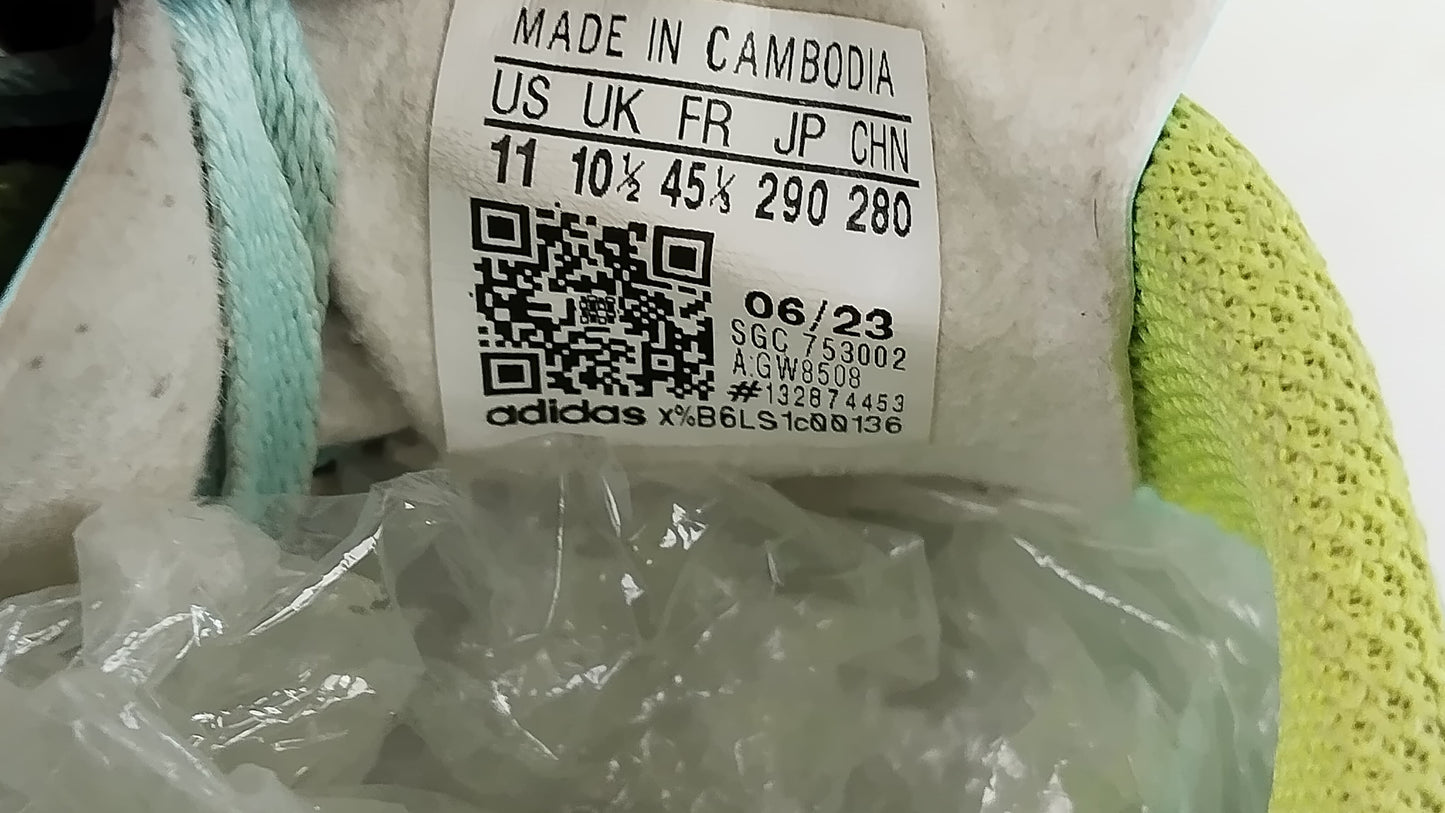 MADE IN CAMBODIA
US UK FR JP CHN
11 10½ 45⅓ 290 280
06/23
SGC 753002
A:GW8508
#132874453
adidas x%B6LS1c00136